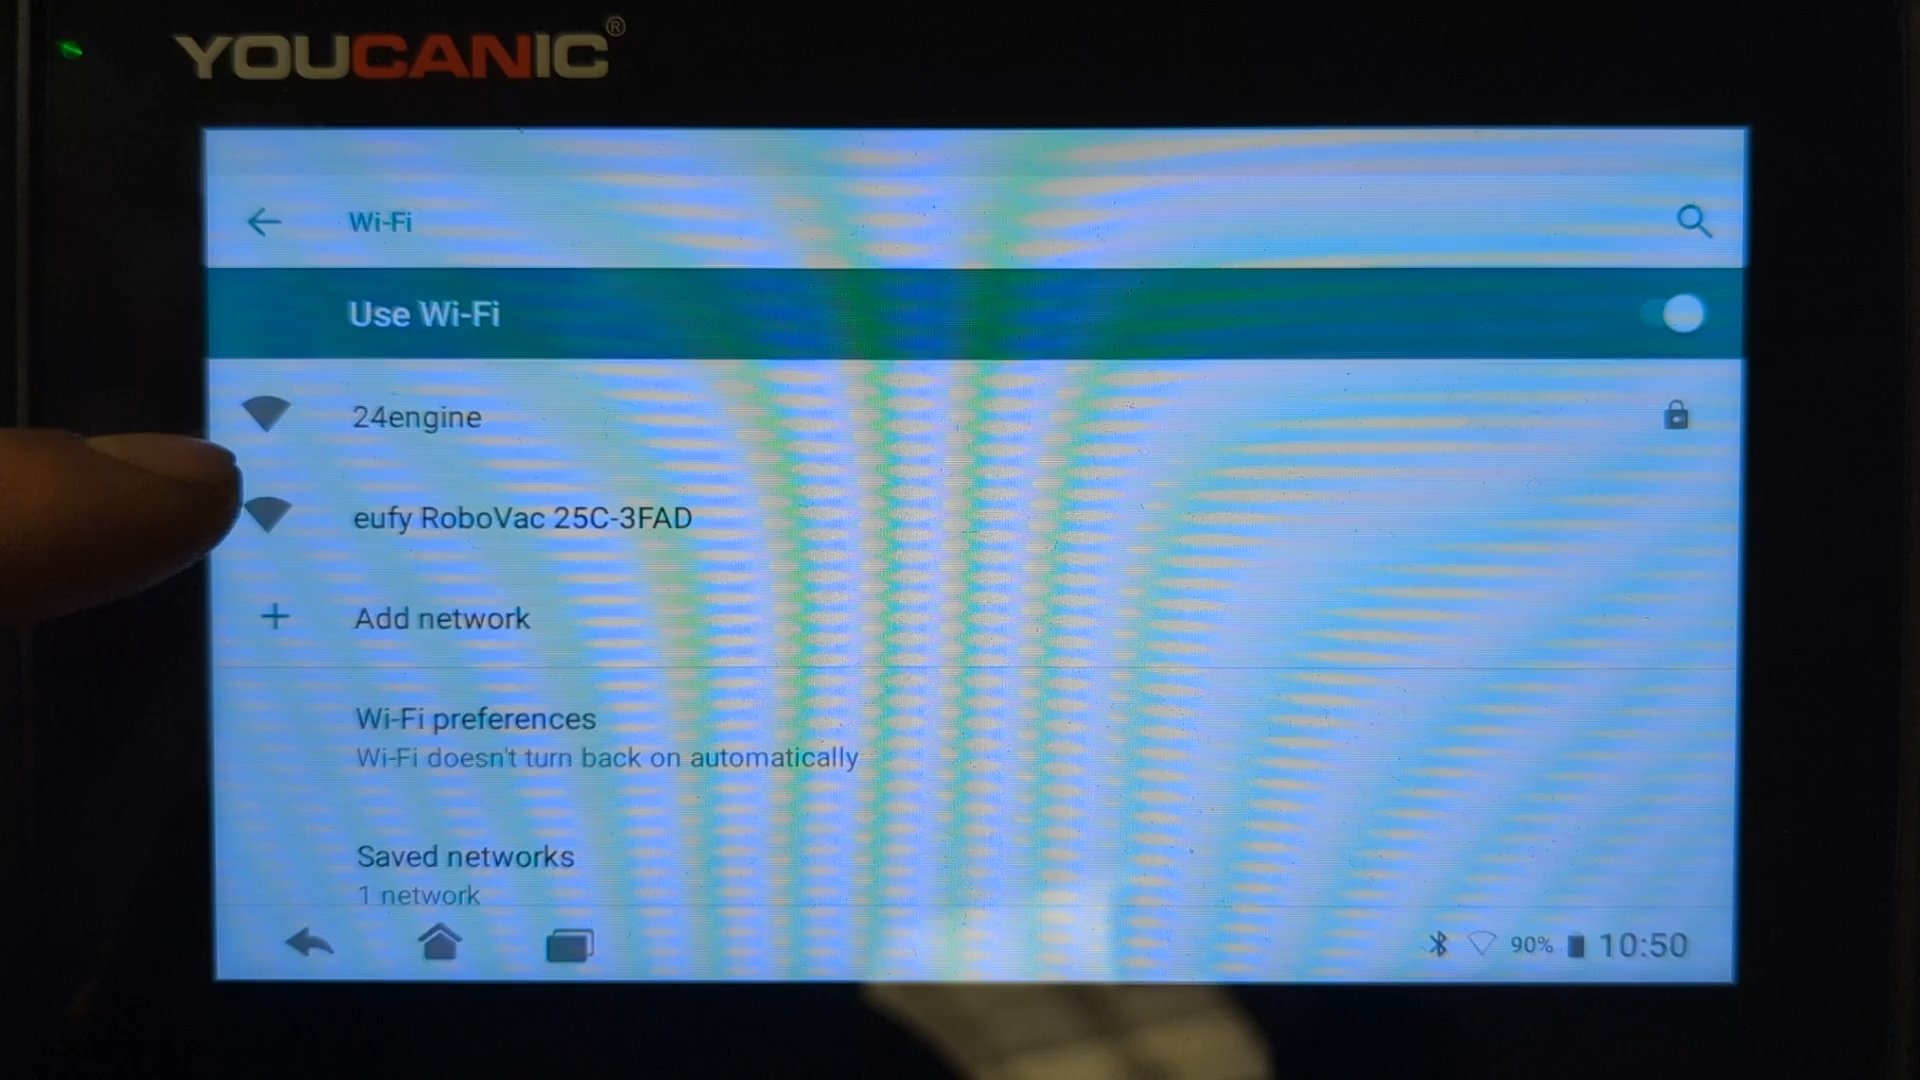 YOUCANIC®
Wi-Fi
Use Wi-Fi
24engine
eufy RoboVac 25C-3FAD
Add network
Wi-Fi preferences
Wi-Fi doesn't turn back on automatically
Saved networks
1 network
90% 10:50